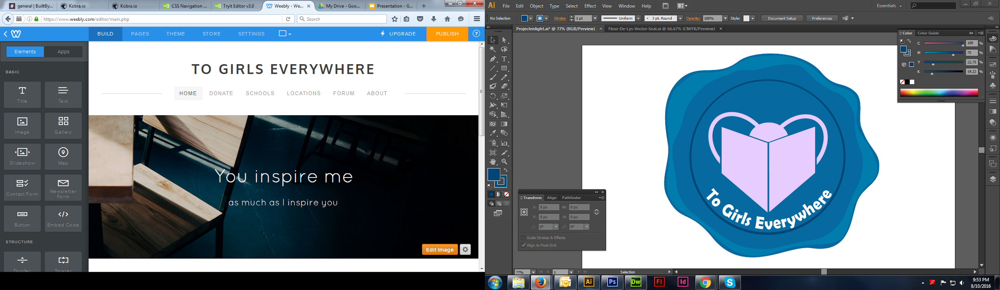 general | BuiltBy...
Kobra.io
Kobra.io
CSS Navigation ...
Tryit Editor v3.0
Weebly - We...
My Drive - Goo...
Presentation - G...
https://www.weebly.com/editor/main.php
Search
BUILD
PAGES
THEME
STORE
SETTINGS
UPGRADE
PUBLISH
?
Elements
Apps
BASIC
Title
Text
Image
Gallery
Slideshow
Map
Contact Form
Newsletter
Form
Button
Embed Code
STRUCTURE
Divider
Spacer
TO GIRLS EVERYWHERE
HOME
DONATE
SCHOOLS
LOCATIONS
FORUM
ABOUT
You inspire me
as much as I inspire you
Edit Image
Ai
File
Edit
Object
Type
Select
Effect
View
Window
Help
Br
Essentials
No Selection
Stroke:
1 pt
Uniform
3 pt. Round
Opacity:
100%
Style:
Document Setup
Preferences
Projectenlight.ai* @ 77% (RGB/Preview)
Fleur-De-Lys-Vector-Seal.ai @ 66.67% (CMYK/Preview)
Color
Color Guide
C
100
%
M
75
%
Y
22.75
%
K
19.22
%
To Girls Everywhere
Transform
Align
Pathfinder
X:
0 px
W:
0 px
Y:
0 px
H:
0 px
0°
0°
Scale Strokes & Effects
Align to Pixel Grid
77%
1
Selection
Ai
Ps
Dw
Fl
Id
S
9:53 PM
8/10/2016